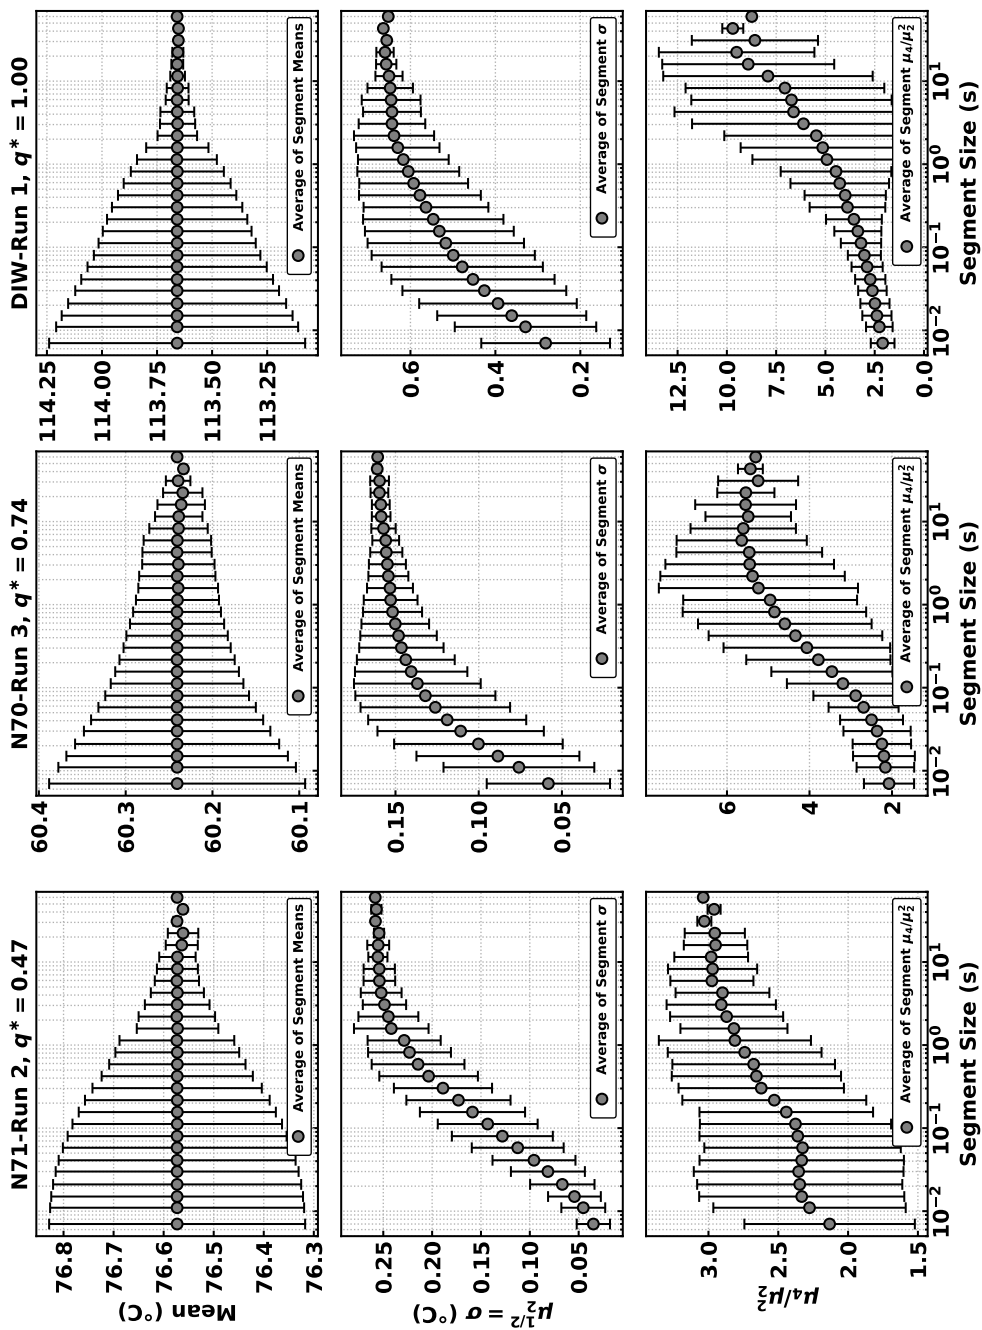 N71-Run 2, q* = 0.47
N70-Run 3, q* = 0.74
DIW-Run 1, q* = 1.00
Mean (°C)
76.8
76.7
76.6
76.5
76.4
76.3
Average of Segment Means
60.4
60.3
60.2
60.1
Average of Segment Means
114.25
114.00
113.75
113.50
113.25
Average of Segment Means
μ₂^1/2 = σ (°C)
0.25
0.20
0.15
0.10
0.05
Average of Segment σ
0.15
0.10
0.05
Average of Segment σ
0.6
0.4
0.2
Average of Segment σ
μ₄/μ₂²
3.0
2.5
2.0
1.5
Average of Segment μ₄/μ₂²
6
4
2
Average of Segment μ₄/μ₂²
12.5
10.0
7.5
5.0
2.5
0.0
Average of Segment μ₄/μ₂²
10⁻² 10⁻¹ 10⁰ 10¹
10⁻² 10⁻¹ 10⁰ 10¹
10⁻² 10⁻¹ 10⁰ 10¹
Segment Size (s)
Segment Size (s)
Segment Size (s)